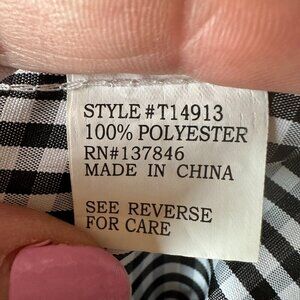 STYLE #T14913
100% POLYESTER
RN#137846
MADE IN CHINA
SEE REVERSE
FOR CARE